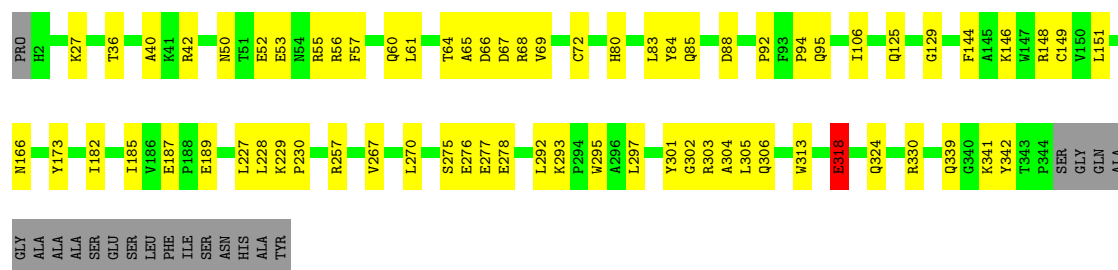 PRO H2 K27 T36 A40 K41 R42 N50 T51 E52 E53 N54 R55 R56 F57 Q60 L61 T64 A65 D66 D67 R68 V69 C72 H80 L83 Y84 Q85 D88 P92 F93 P94 Q95 I106 Q125 G129 F144 A145 K146 W147 R148 C149 V150 L151
N166 Y173 I182 I185 V186 E187 P188 E189 L227 L228 K229 P230 R257 V267 L270 S275 E276 E277 E278 L292 K293 P294 W295 A296 L297 Y301 G302 R303 A304 L305 Q306 W313 E318 Q324 R330 Q339 G340 K341 Y342 T343 P344 SER GLY GLN ALA
GLY ALA ALA ALA SER GLU SER LEU PHE ILE SER ASN HIS ALA TYR